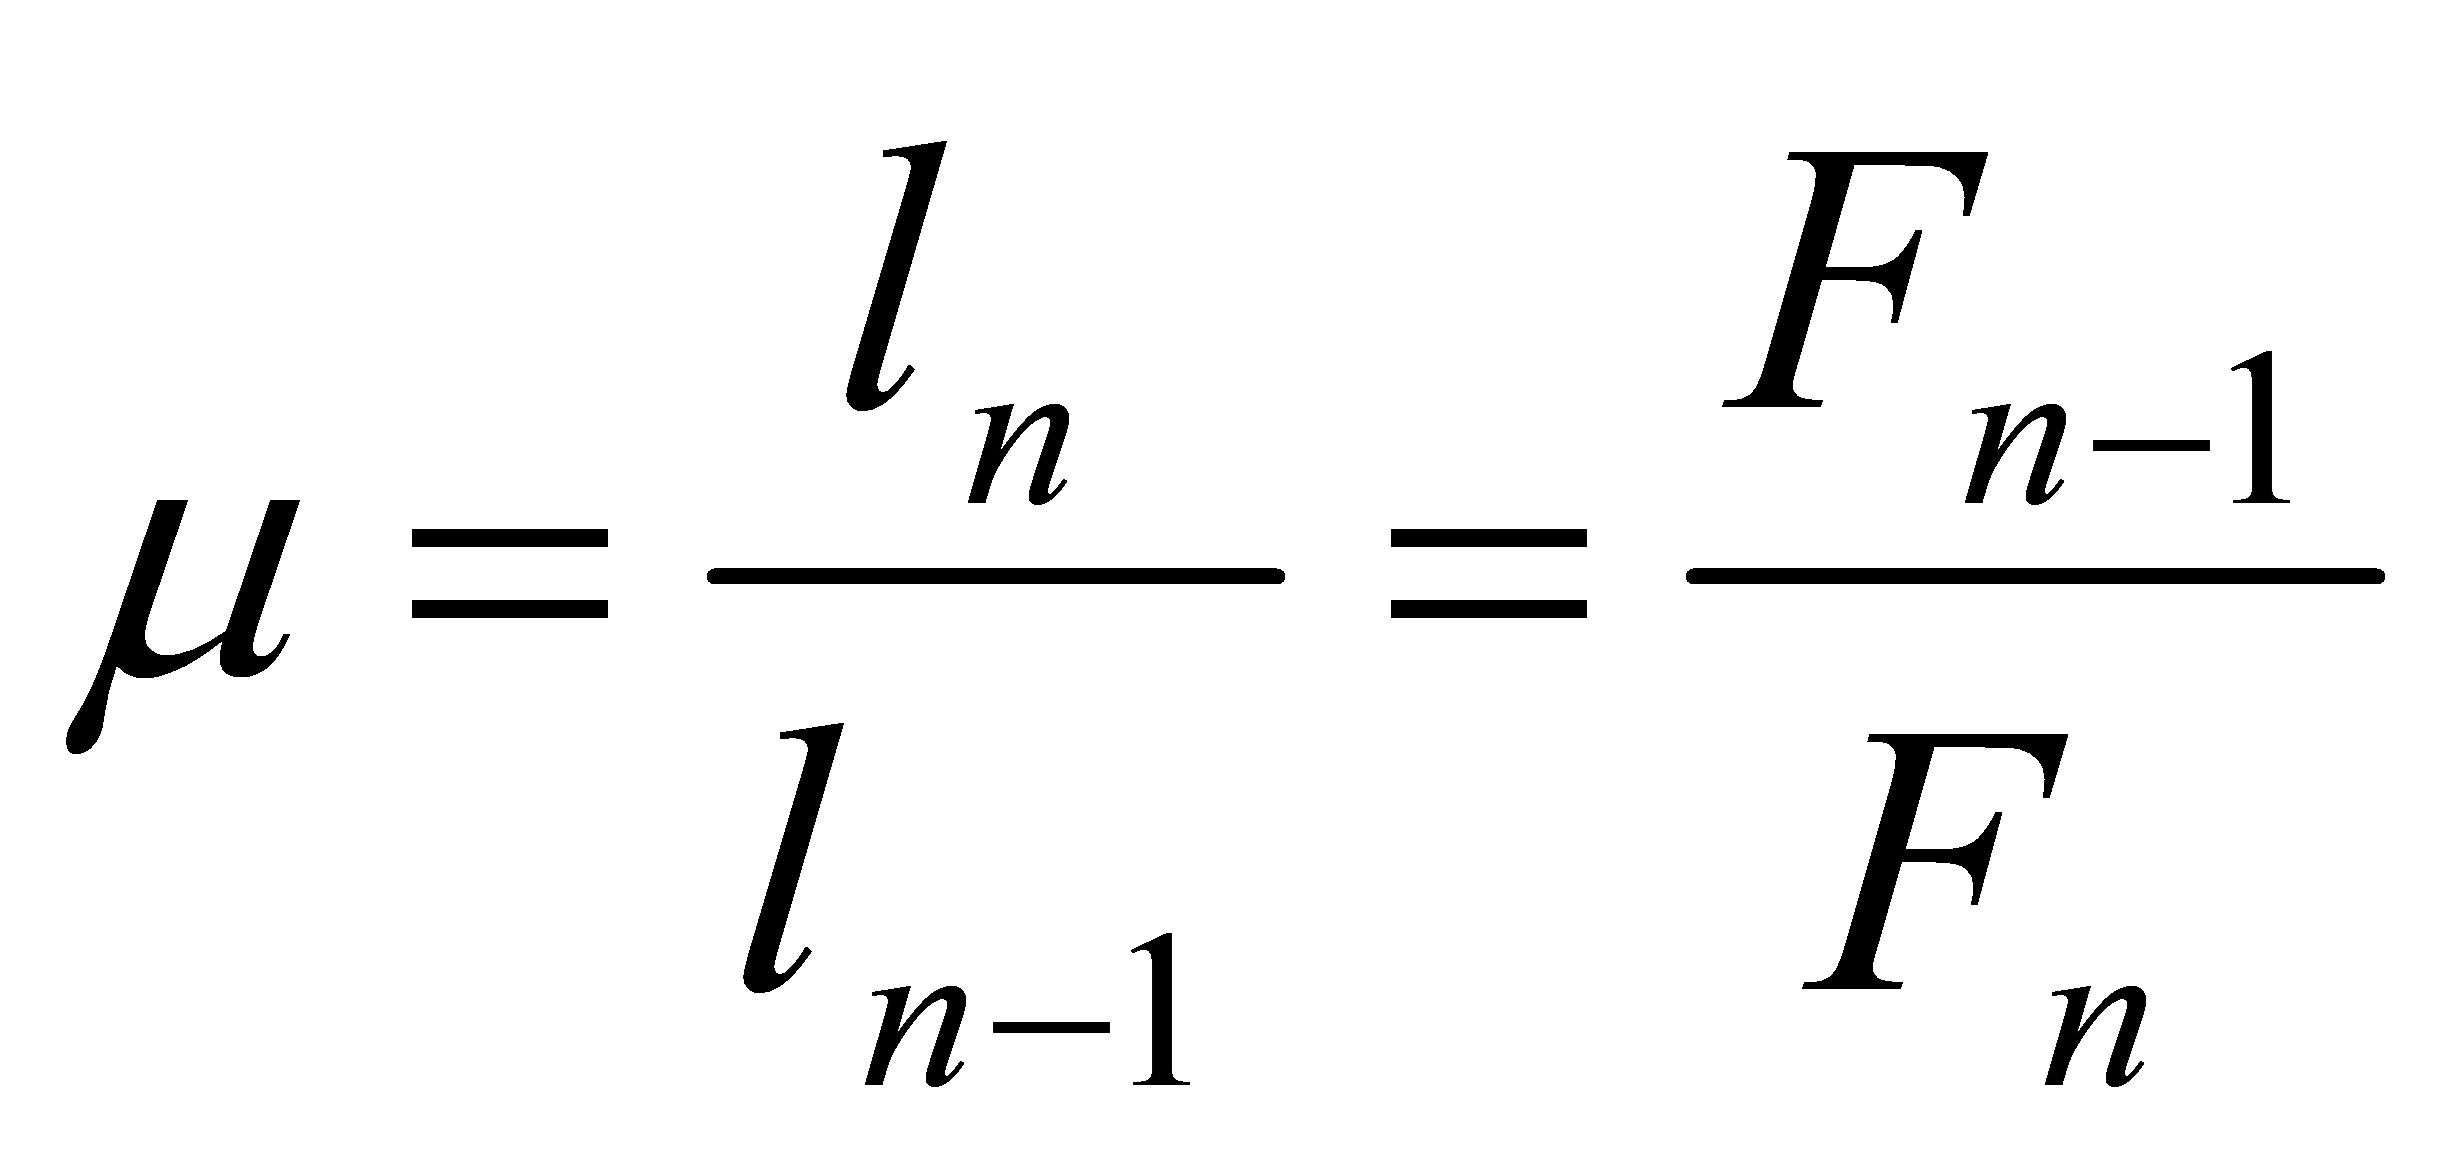 μ = l_n / l_{n-1} = F_{n-1} / F_n